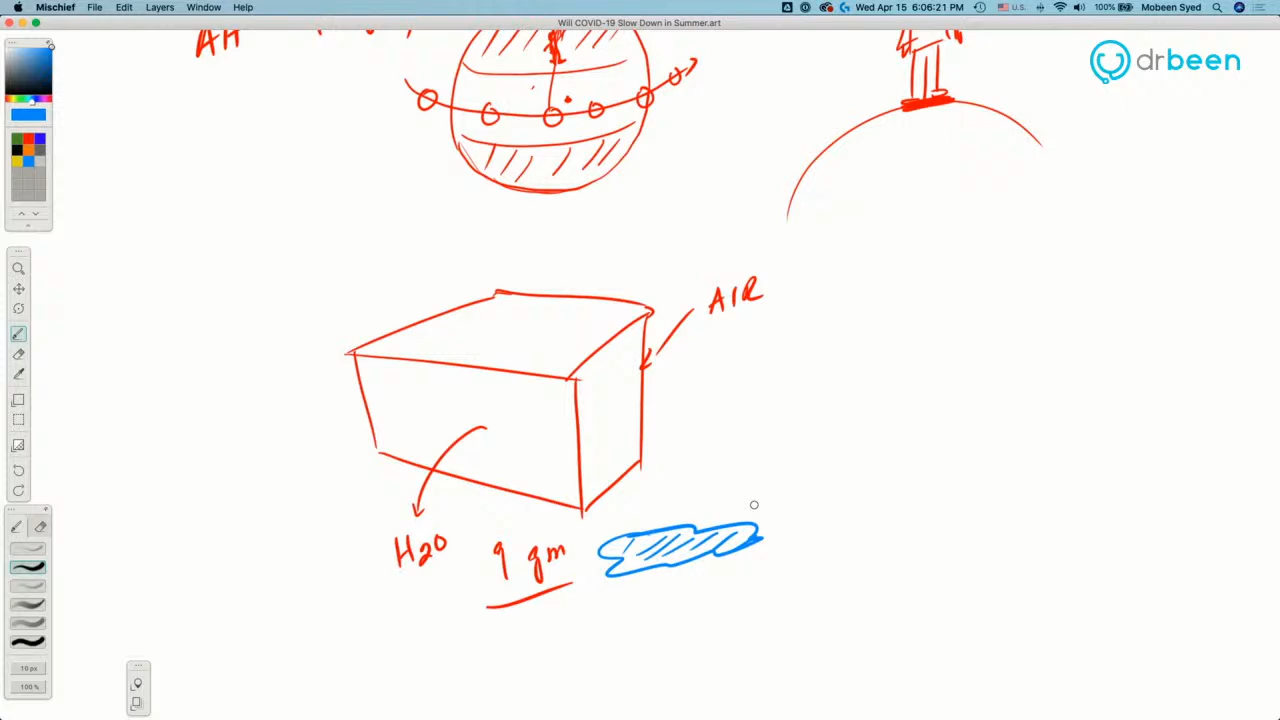 Mischief File Edit Layers Window Help
U.S. 100% Wed Apr 15 6:06:21 PM Mobeen Syed
Will COVID-19 Slow Down in Summer.art
drbeen
AH
AIR
H2O 9 gm
10 px
100 %